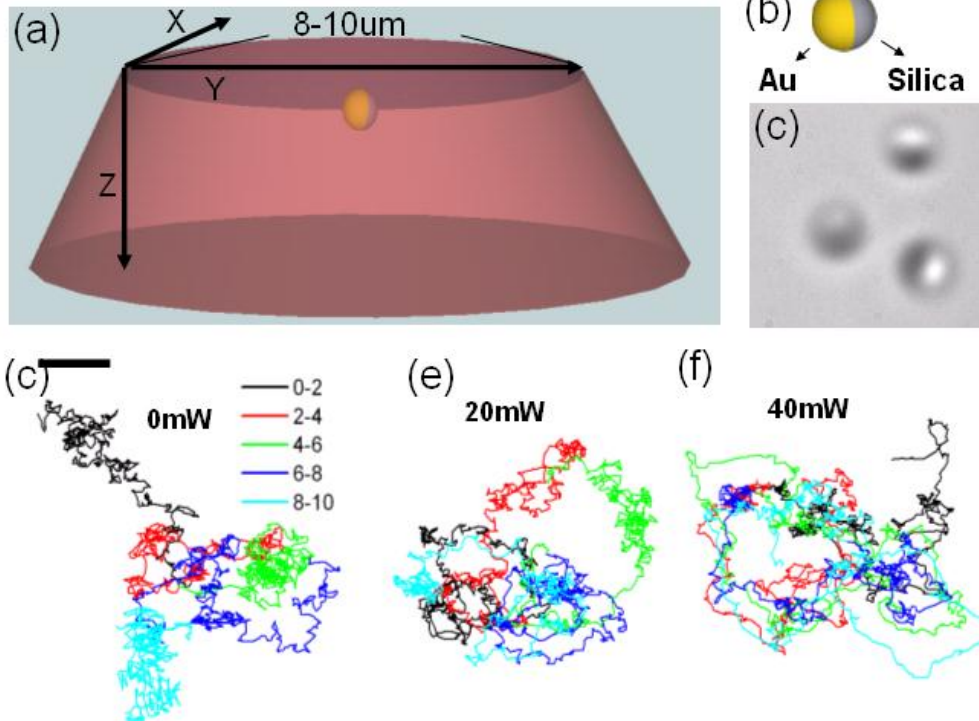 (a)
X
8-10um
Y
Z
(b)
Au
Silica
(c)
(c)
0mW
0-2
2-4
4-6
6-8
8-10
(e)
20mW
(f)
40mW